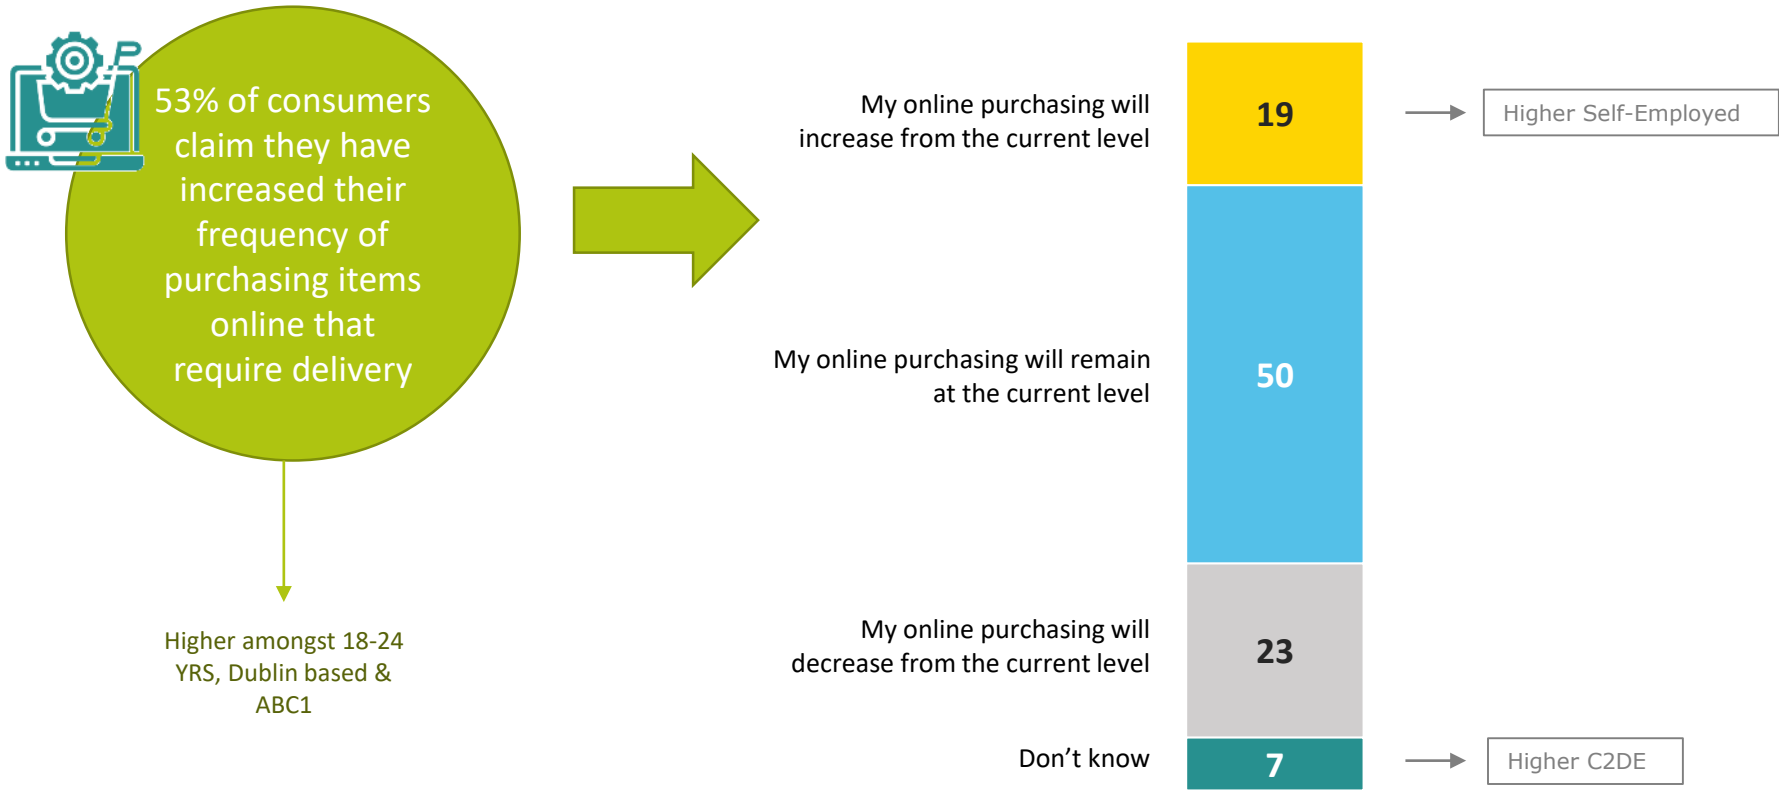 53% of consumers
claim they have
increased their
frequency of
purchasing items
online that
require delivery
Higher amongst 18-24
YRS, Dublin based &
ABC1
My online purchasing will
increase from the current level
19
Higher Self-Employed
My online purchasing will remain
at the current level
50
My online purchasing will
decrease from the current level
23
Don’t know
7
Higher C2DE